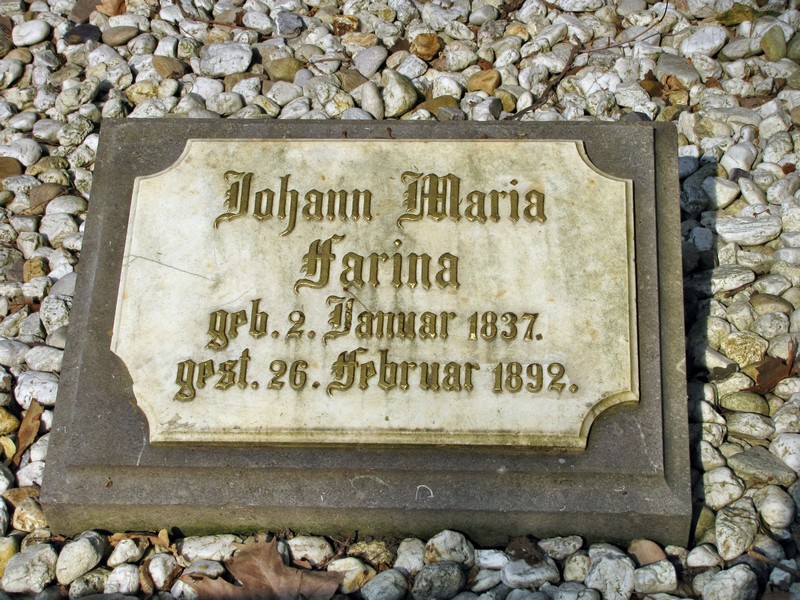 Johann Maria
Farina
geb. 2. Januar 1837.
gest. 26. Februar 1892.